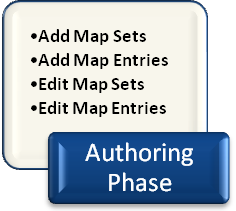 •Add Map Sets
•Add Map Entries
•Edit Map Sets
•Edit Map Entries
Authoring
Phase